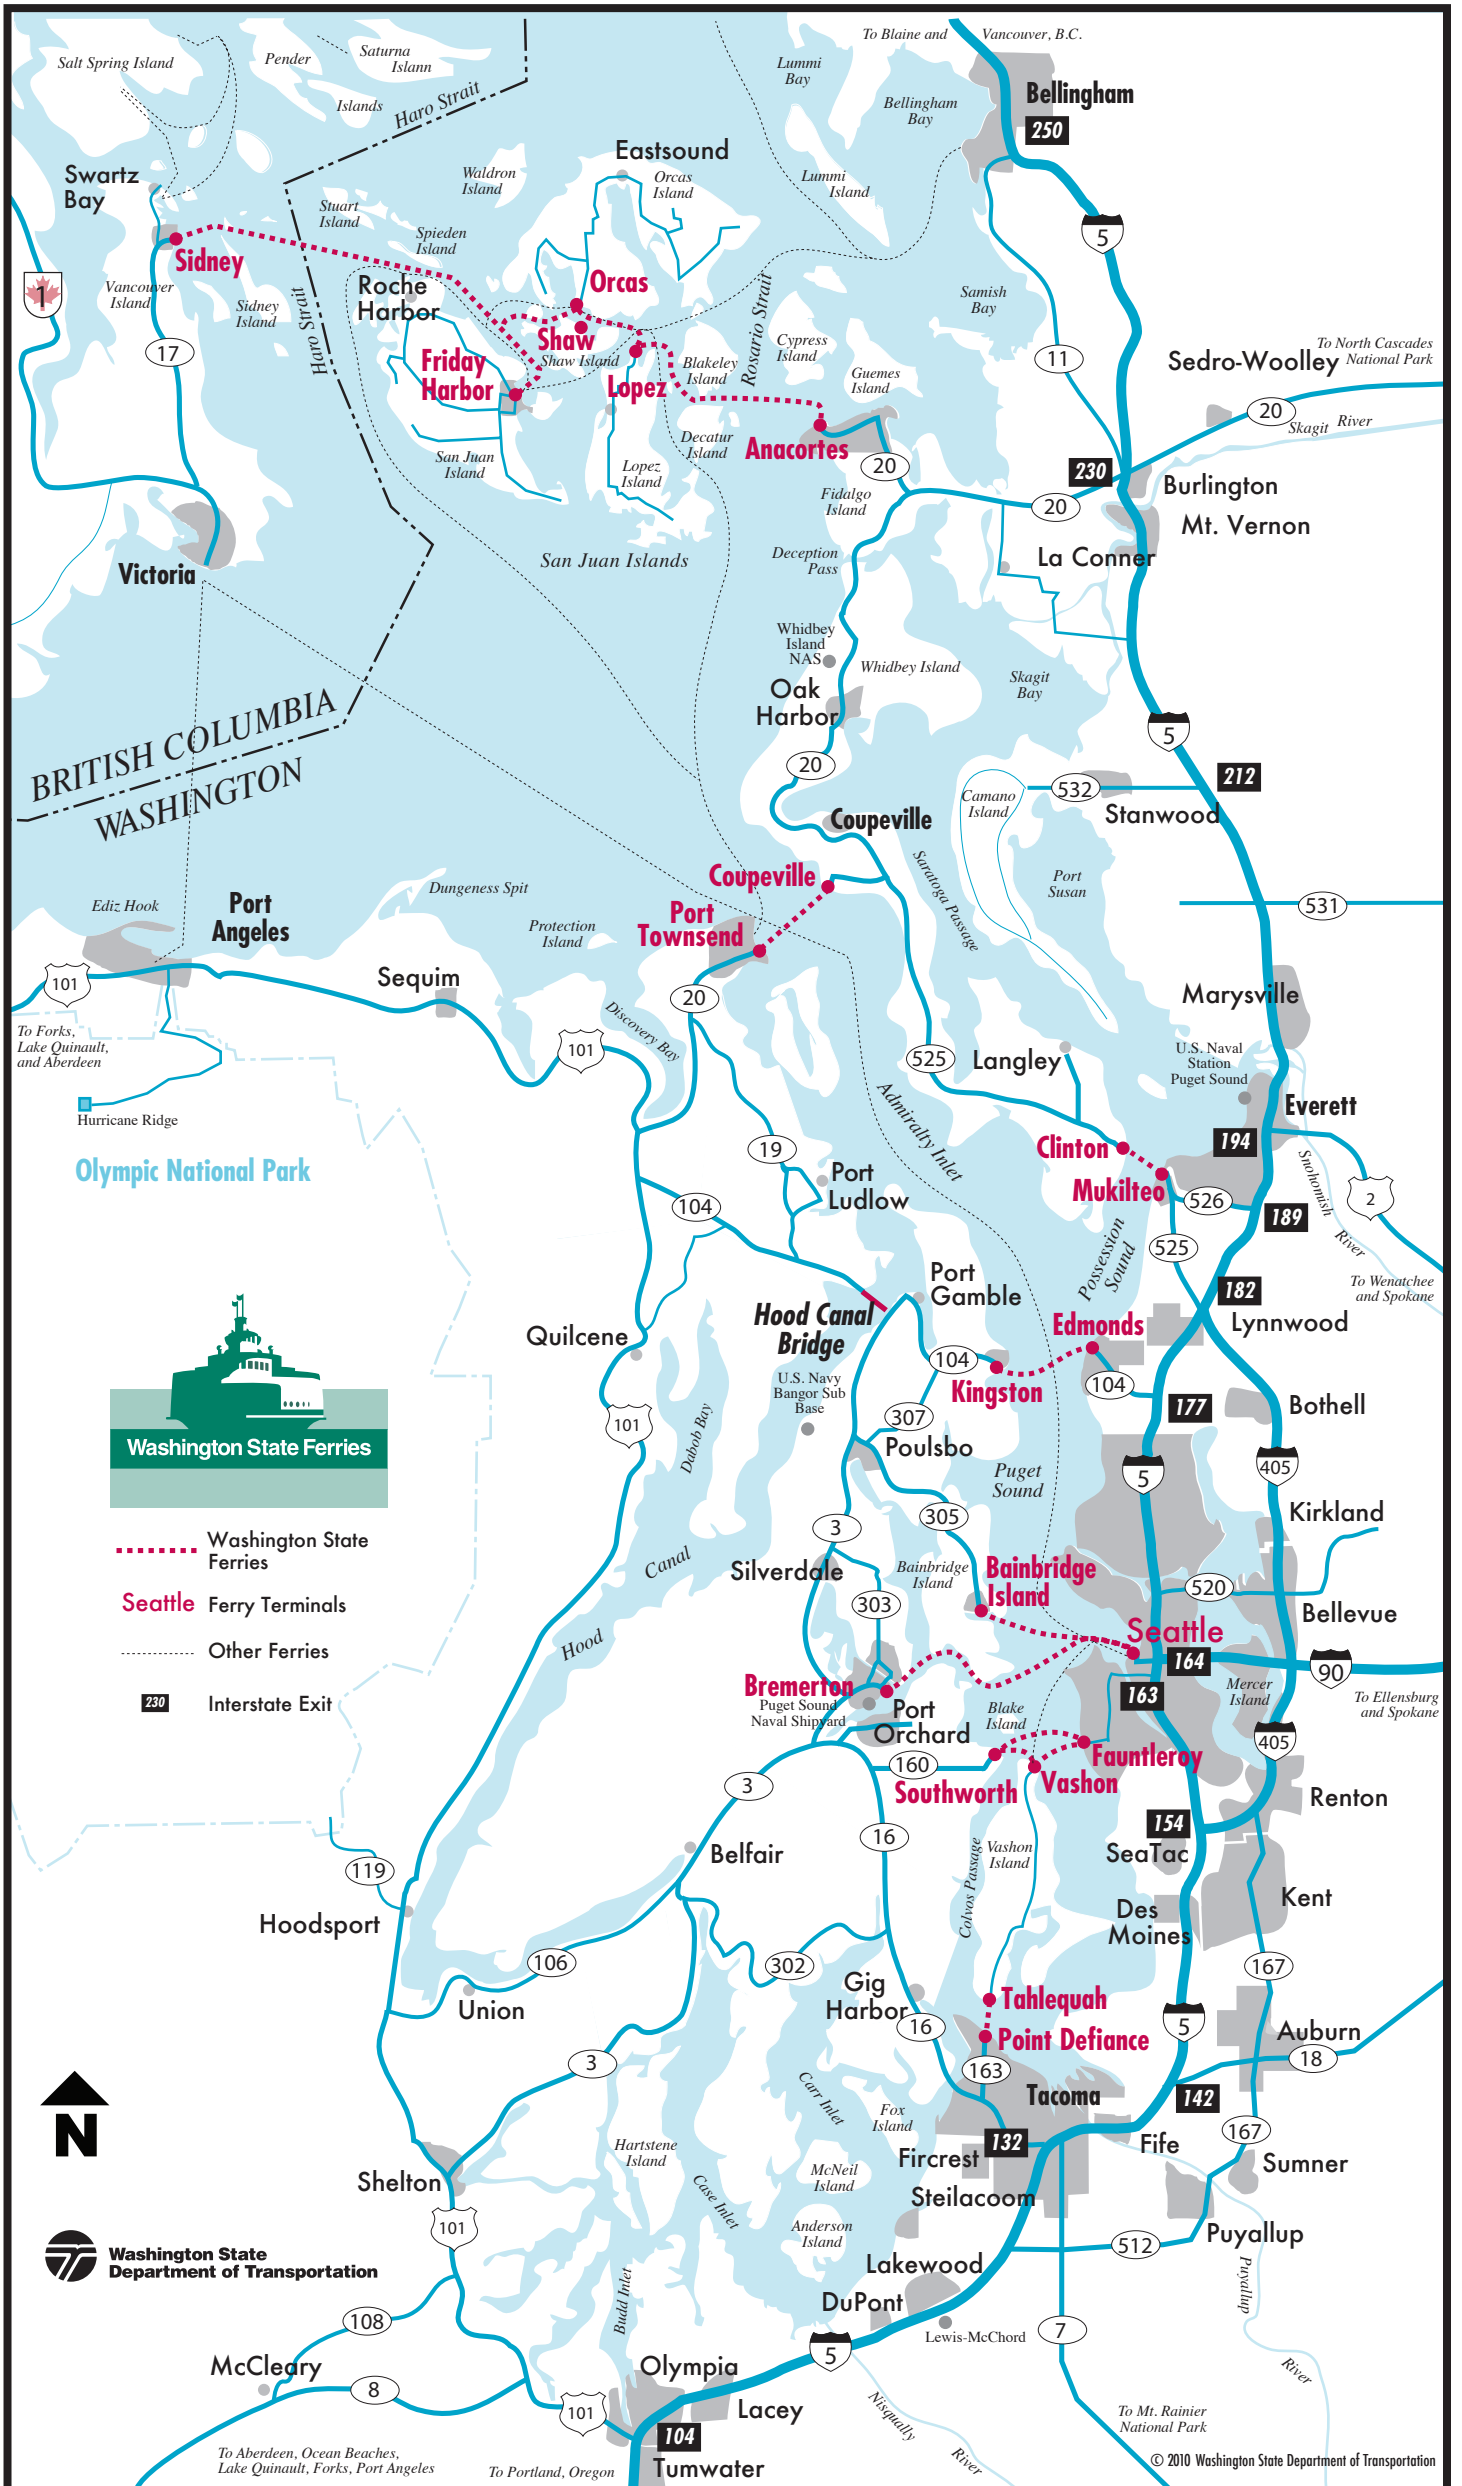 To Blaine and
Vancouver, B.C.
Salt Spring Island
Pender
Saturna
Islann
Islands
Haro Strait
Lummi
Bay
Bellingham
Bay
Bellingham
250
Swartz
Bay
Eastsound
Waldron
Island
Orcas
Island
Lummi
Island
Stuart
Island
Spieden
Island
5
Sidney
Vancouver
Island
Sidney
Island
Haro Strait
Roche
Harbor
Orcas
Shaw
Shaw Island
Friday
Harbor
Lopez
Blakeley
Island
Rosario Strait
Cypress
Island
Guemes
Island
Samish
Bay
1
17
11
Sedro-Woolley
To North Cascades
National Park
20
Skagit River
Anacortes
20
Decatur
Island
San Juan
Island
Lopez
Island
Fidalgo
Island
230
20
Burlington
Mt. Vernon
La Conner
San Juan Islands
Deception
Pass
Victoria
Whidbey
Island
NAS
Whidbey Island
Skagit
Bay
Oak
Harbor
BRITISH COLUMBIA
WASHINGTON
5
20
212
532
Camano
Island
Stanwood
Coupeville
Saratoga Passage
Port
Susan
Coupeville
Port
Townsend
531
Ediz Hook
Port
Angeles
Dungeness Spit
Protection
Island
101
Sequim
20
Marysville
To Forks,
Lake Quinault,
and Aberdeen
101
Discovery Bay
525
Langley
U.S. Naval
Station
Puget Sound
Hurricane Ridge
Admiralty Inlet
Everett
194
Olympic National Park
19
Clinton
Mukilteo
Snohomish
River
2
Port
Ludlow
104
526
189
525
Possession
Sound
182
To Wenatchee
and Spokane
Port
Gamble
Hood Canal
Bridge
Edmonds
Lynnwood
Quilcene
104
Kingston
104
U.S. Navy
Bangor Sub
Base
177
Bothell
101
Dabob Bay
307
Poulsbo
Washington State Ferries
Puget
Sound
5
405
Kirkland
Washington State
Ferries
3
305
Silverdale
Canal
Hood
Bainbridge
Island
Bainbridge
Island
Seattle
Ferry Terminals
303
520
Bellevue
Other Ferries
Seattle
164
90
230
Interstate Exit
Bremerton
Puget Sound
Naval Shipyard
Port
Orchard
Blake
Island
163
Mercer
Island
To Ellensburg
and Spokane
405
160
Fauntleroy
Southworth
Vashon
3
Renton
16
154
Belfair
SeaTac
Colvos Passage
Vashon
Island
119
Hoodsport
Des
Moines
Kent
106
302
167
Gig
Harbor
Union
Tahlequah
16
Point Defiance
5
Auburn
18
3
163
Tacoma
142
N
Carr Inlet
Fox
Island
Hartstene
Island
132
Fircrest
Fife
167
Sumner
Shelton
McNeil
Island
Case Inlet
Steilacoom
101
Anderson
Island
512
Puyallup
Washington State
Department of Transportation
Lakewood
Puyallup
River
Budd Inlet
DuPont
Lewis-McChord
7
108
5
McCleary
8
Olympia
Lacey
101
Nisqually
River
104
Tumwater
To Mt. Rainier
National Park
To Aberdeen, Ocean Beaches,
Lake Quinault, Forks, Port Angeles
To Portland, Oregon
© 2010 Washington State Department of Transportation